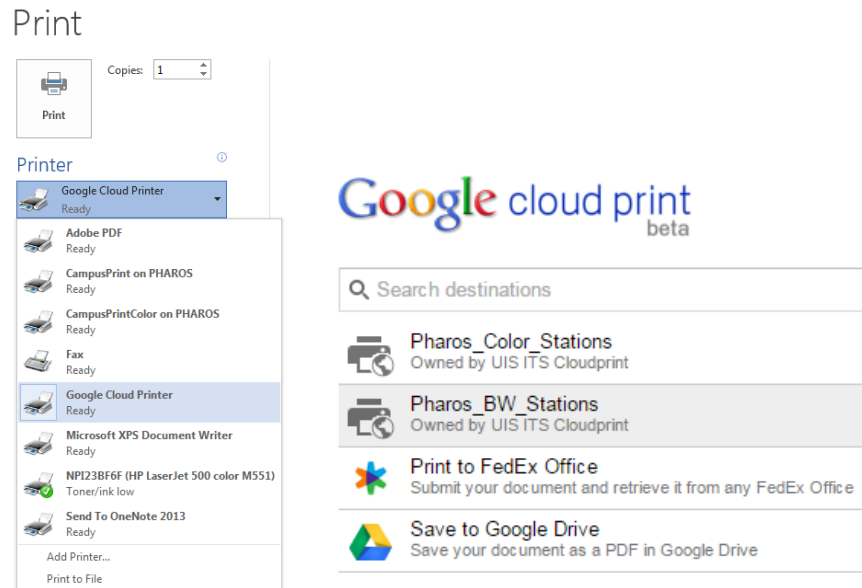 Print
Copies: 1
Print
Printer
Google Cloud Printer
Ready
Adobe PDF
Ready
CampusPrint on PHAROS
Ready
CampusPrintColor on PHAROS
Ready
Fax
Ready
Google Cloud Printer
Ready
Microsoft XPS Document Writer
Ready
NPI23BF6F (HP LaserJet 500 color M551)
Toner/ink low
Send To OneNote 2013
Ready
Add Printer...
Print to File
Google cloud print
beta
Search destinations
Pharos_Color_Stations
Owned by UIS ITS Cloudprint
Pharos_BW_Stations
Owned by UIS ITS Cloudprint
Print to FedEx Office
Submit your document and retrieve it from any FedEx Office
Save to Google Drive
Save your document as a PDF in Google Drive